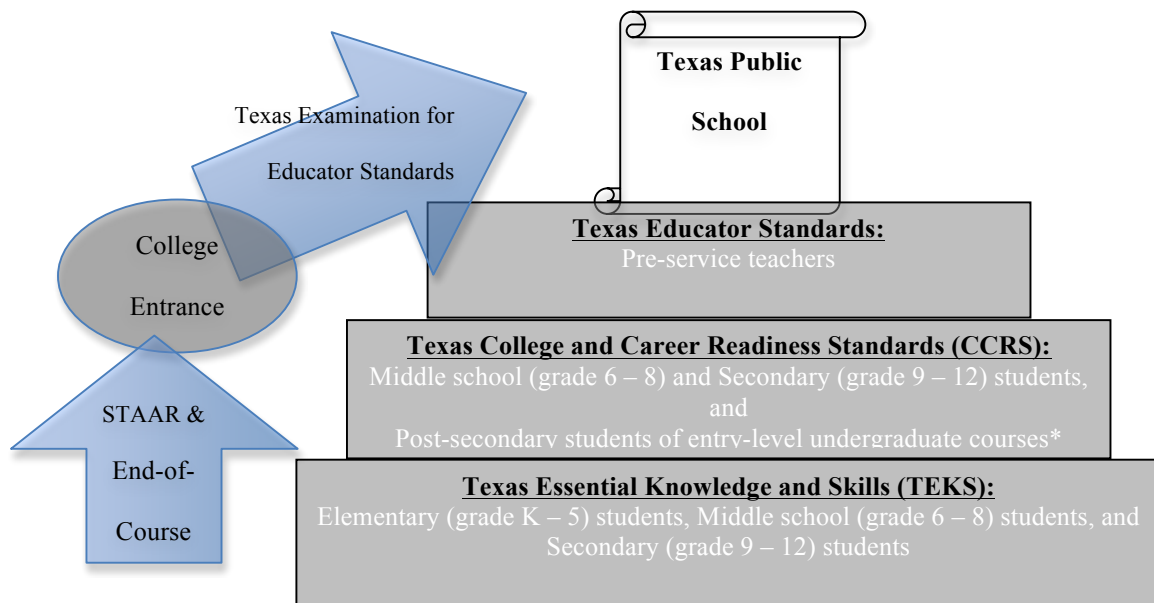 Texas Public
School
Texas Examination for
Educator Standards
College
Entrance
STAAR &
End-of-
Course
Texas Educator Standards:
Pre-service teachers
Texas College and Career Readiness Standards (CCRS):
Middle school (grade 6 – 8) and Secondary (grade 9 – 12) students,
and
Post-secondary students of entry-level undergraduate courses*
Texas Essential Knowledge and Skills (TEKS):
Elementary (grade K – 5) students, Middle school (grade 6 – 8) students, and
Secondary (grade 9 – 12) students